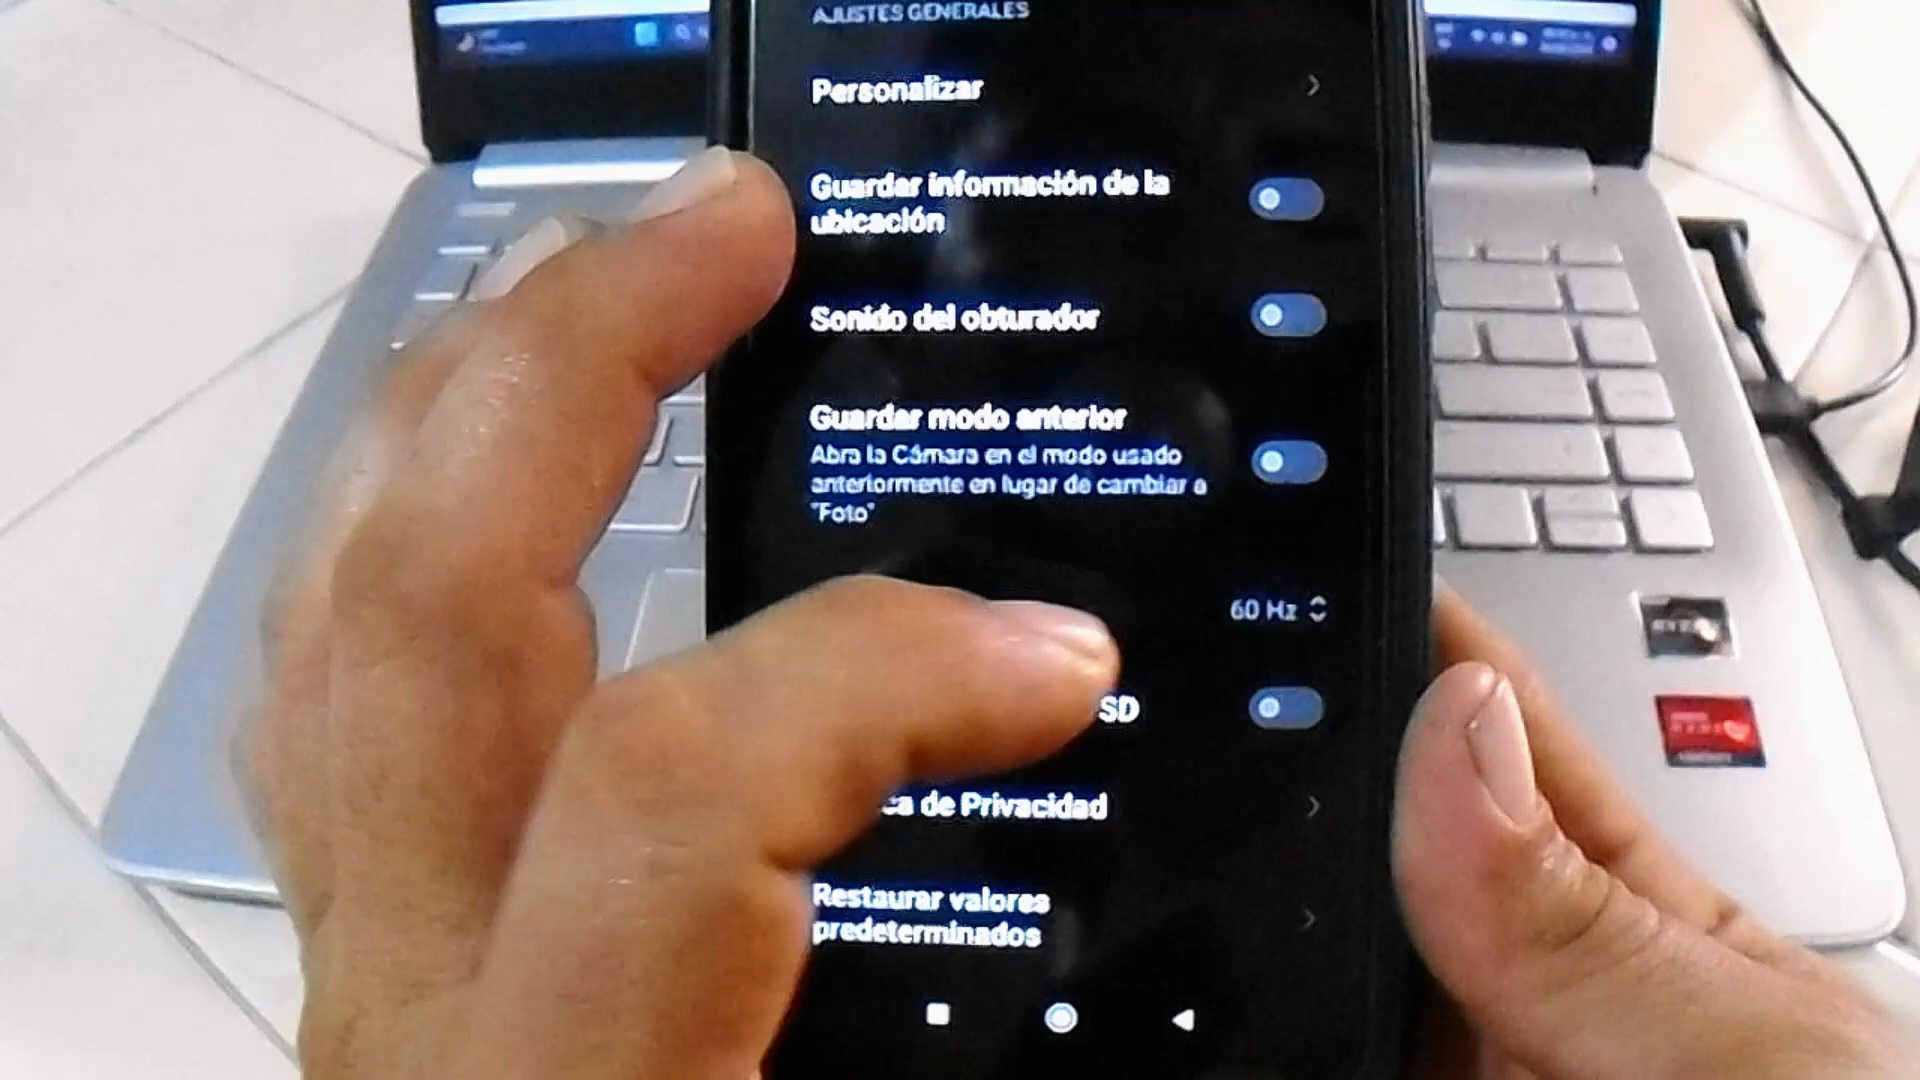 AJUSTES GENERALES
Personalizar
Guardar información de la
ubicación
Sonido del obturador
Guardar modo anterior
Abra la Cámara en el modo usado
anteriormente en lugar de cambiar a
"Foto"
60 Hz
SD
ca de Privacidad
Restaurar valores
predeterminados